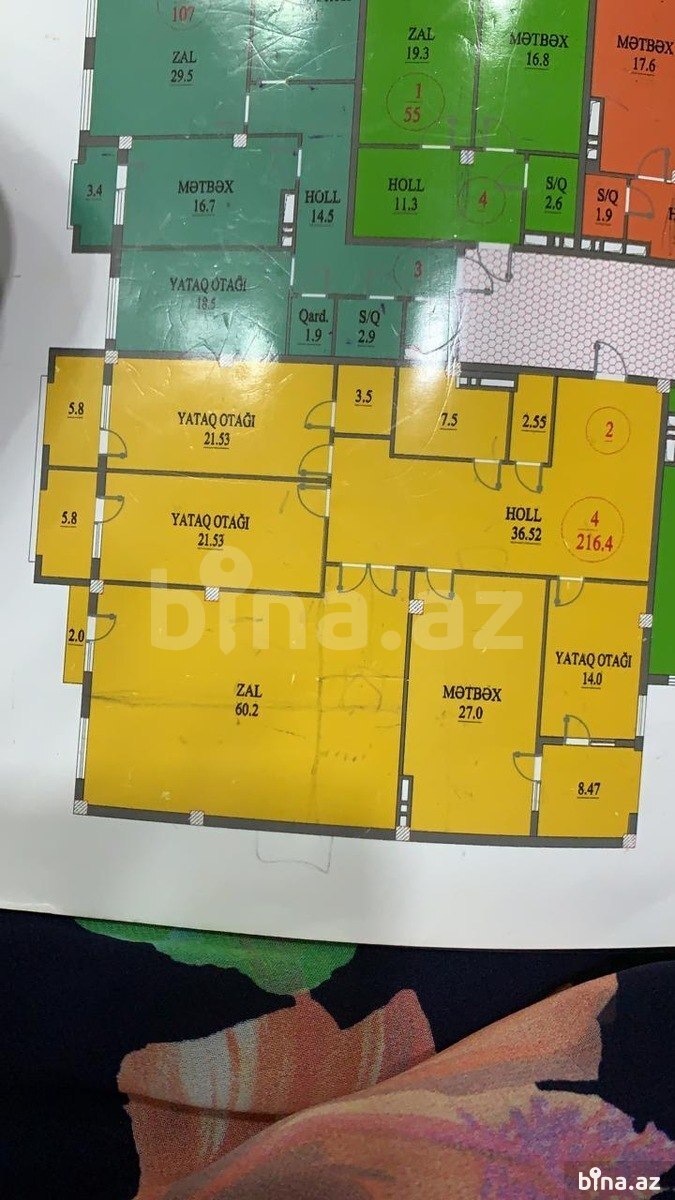 107
ZAL
29.5
ZAL
19.3
1
55
MƏTBƏX
16.8
MƏTBƏX
17.6
3.4
MƏTBƏX
16.7
HOLL
14.5
HOLL
11.3
4
S/Q
2.6
S/Q
1.9
YATAQ OTAĞI
18.5
3
Qard.
1.9
S/Q
2.9
5.8
YATAQ OTAĞI
21.53
3.5
7.5
2.55
2
5.8
YATAQ OTAĞI
21.53
HOLL
36.52
4
216.4
bina.az
2.0
ZAL
60.2
MƏTBƏX
27.0
YATAQ OTAĞI
14.0
8.47
bina.az